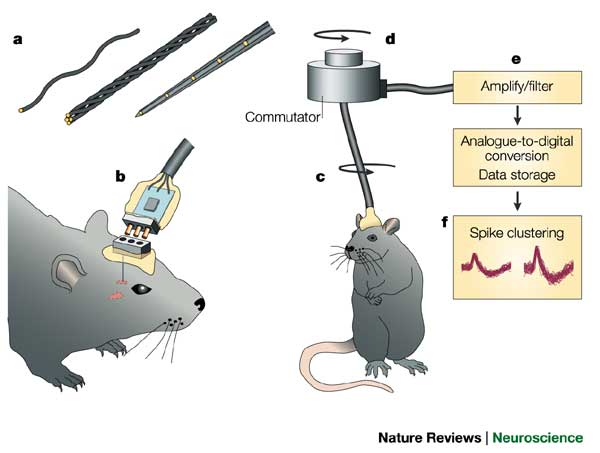 a
d
e
Commutator
Amplify/filter
Analogue-to-digital
conversion
Data storage
b
c
f
Spike clustering
Nature Reviews | Neuroscience